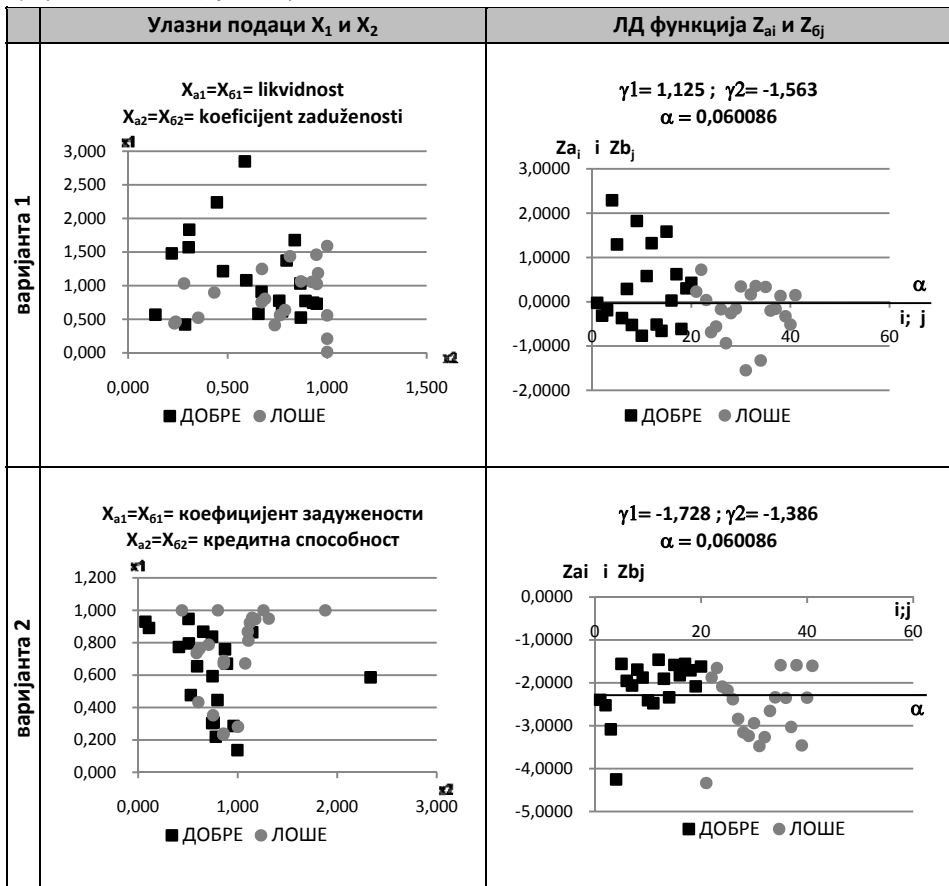 Улазни подаци X₁ и X₂
ЛД функција Zаi и Zбj
варијанта 1
Xа1=Xб1= likvidnost
Xа2=Xб2= koeficijent zaduženosti
x1
3,000
2,500
2,000
1,500
1,000
0,500
0,000
0,000
0,500
1,000
1,500
x2
ДОБРЕ
ЛОШЕ
γ1= 1,125 ; γ2= -1,563
α = 0,060086
Zaᵢ i Zbⱼ
3,0000
2,0000
1,0000
0,0000
-1,0000
-2,0000
0
20
40
60
α
i; j
ДОБРЕ
ЛОШЕ
варијанта 2
Xа1=Xб1= коефицијент задужености
Xа2=Xб2= кредитна способност
x1
1,200
1,000
0,800
0,600
0,400
0,200
0,000
0,000
1,000
2,000
3,000
x2
ДОБРЕ
ЛОШЕ
γ1= -1,728 ; γ2= -1,386
α = 0,060086
Zai i Zbj
0,0000
-1,0000
-2,0000
-3,0000
-4,0000
-5,0000
0
20
40
60
i;j
α
ДОБРЕ
ЛОШЕ